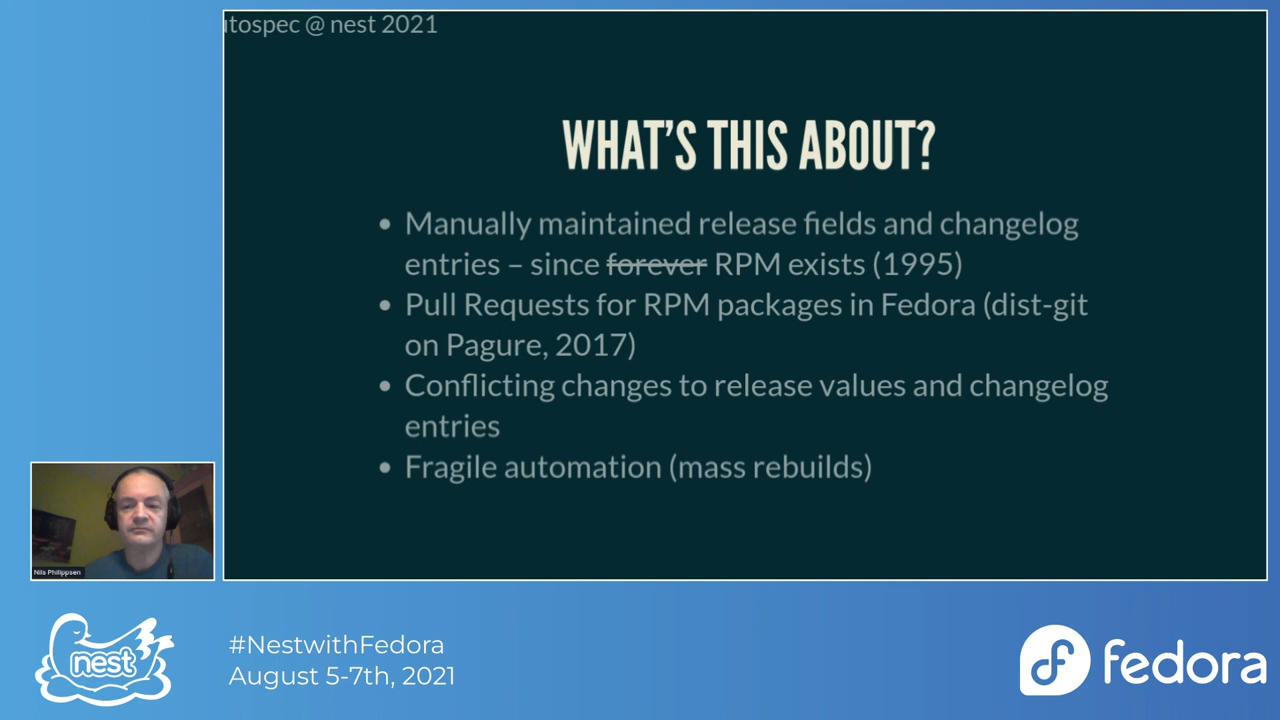 utospec @ nest 2021
WHAT'S THIS ABOUT?
• Manually maintained release fields and changelog
entries – since forever RPM exists (1995)
• Pull Requests for RPM packages in Fedora (dist-git
on Pagure, 2017)
• Conflicting changes to release values and changelog
entries
• Fragile automation (mass rebuilds)
Nils Philippsen
nest
#NestwithFedora
August 5-7th, 2021
fedora